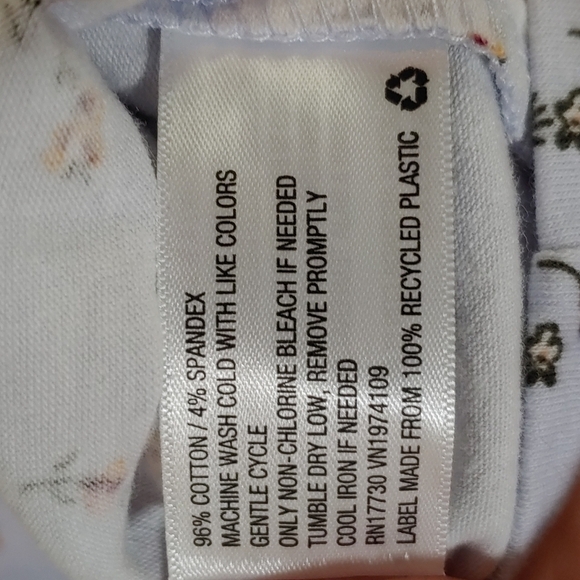 96% COTTON / 4% SPANDEX
MACHINE WASH COLD WITH LIKE COLORS
GENTLE CYCLE
ONLY NON-CHLORINE BLEACH IF NEEDED
TUMBLE DRY LOW, REMOVE PROMPTLY
COOL IRON IF NEEDED
RN17730 VN1974109
LABEL MADE FROM 100% RECYCLED PLASTIC